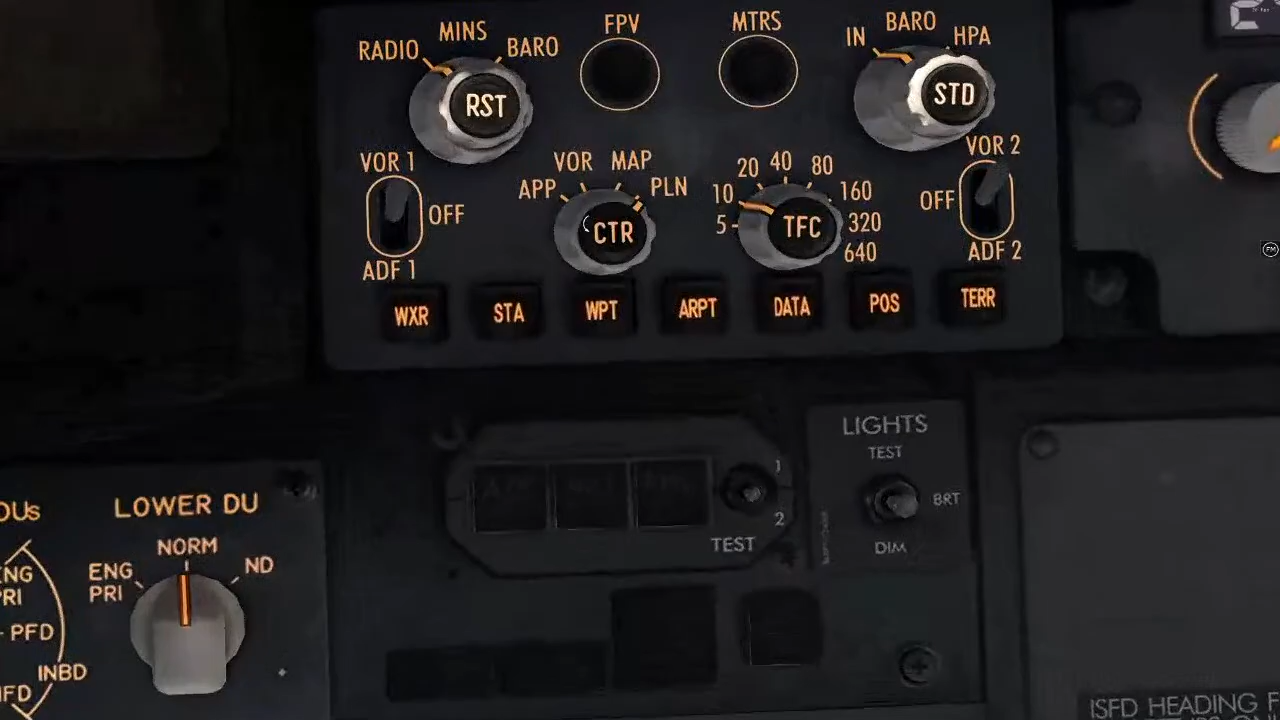 MINS
RADIO
BARO
RST
FPV
MTRS
BARO
IN
HPA
STD
VOR 1
OFF
ADF 1
VOR
MAP
APP
PLN
CTR
5
10
20
40
80
160
320
640
TFC
VOR 2
OFF
ADF 2
WXR
STA
WPT
ARPT
DATA
POS
TERR
LIGHTS
TEST
BRT
DIM
1
2
TEST
DUs
ENG
PRI
PFD
INBD
MFD
LOWER DU
NORM
ENG
PRI
ND
ISFD HEADING F